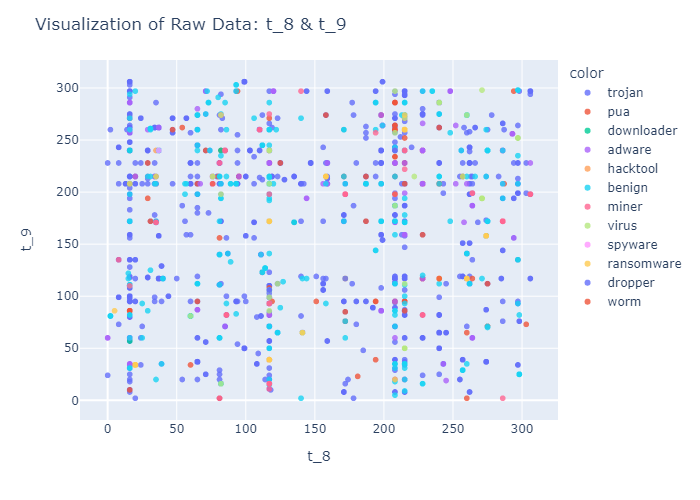 Visualization of Raw Data: t_8 & t_9
color
trojan
pua
downloader
adware
hacktool
benign
miner
virus
spyware
ransomware
dropper
worm
t_9
300
250
200
150
100
50
0
0 50 100 150 200 250 300
t_8